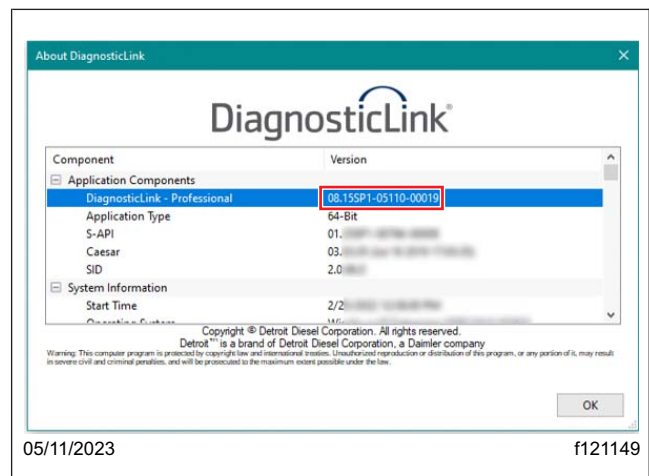 About DiagnosticLink
DiagnosticLink®
Component Version
Application Components
DiagnosticLink - Professional 08.15SP1-05110-00019
Application Type 64-Bit
S-API 01.
Caesar 03.
SID 2.0
System Information
Start Time 2/2
Copyright © Detroit Diesel Corporation. All rights reserved.
Detroit™ is a brand of Detroit Diesel Corporation, a Daimler company
Warning: This computer program is protected by copyright law and international treaties. Unauthorized reproduction or distribution of this program, or any portion of it, may result
in severe civil and criminal penalties, and will be prosecuted to the maximum extent possible under the law.
OK
05/11/2023 f121149